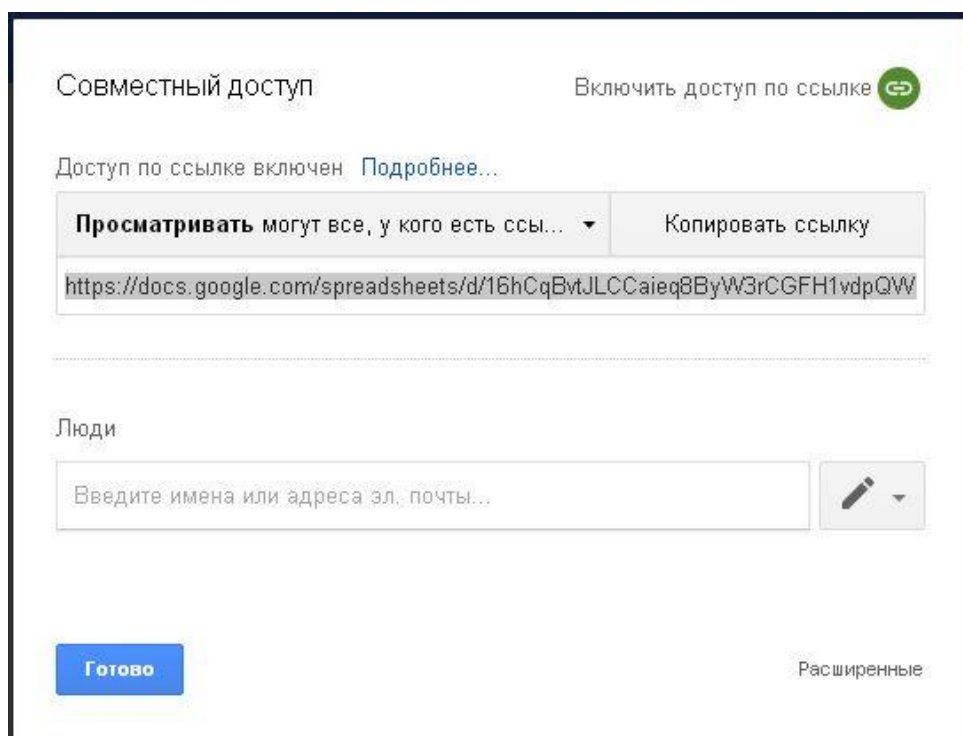 Совместный доступ
Включить доступ по ссылке
Доступ по ссылке включен Подробнее...
Просматривать могут все, у кого есть ссы...
Копировать ссылку
https://docs.google.com/spreadsheets/d/16hCqBvtJLCCaieq8ByW3rCGFH1vdpQW
Люди
Введите имена или адреса эл. почты...
Готово
Расширенные